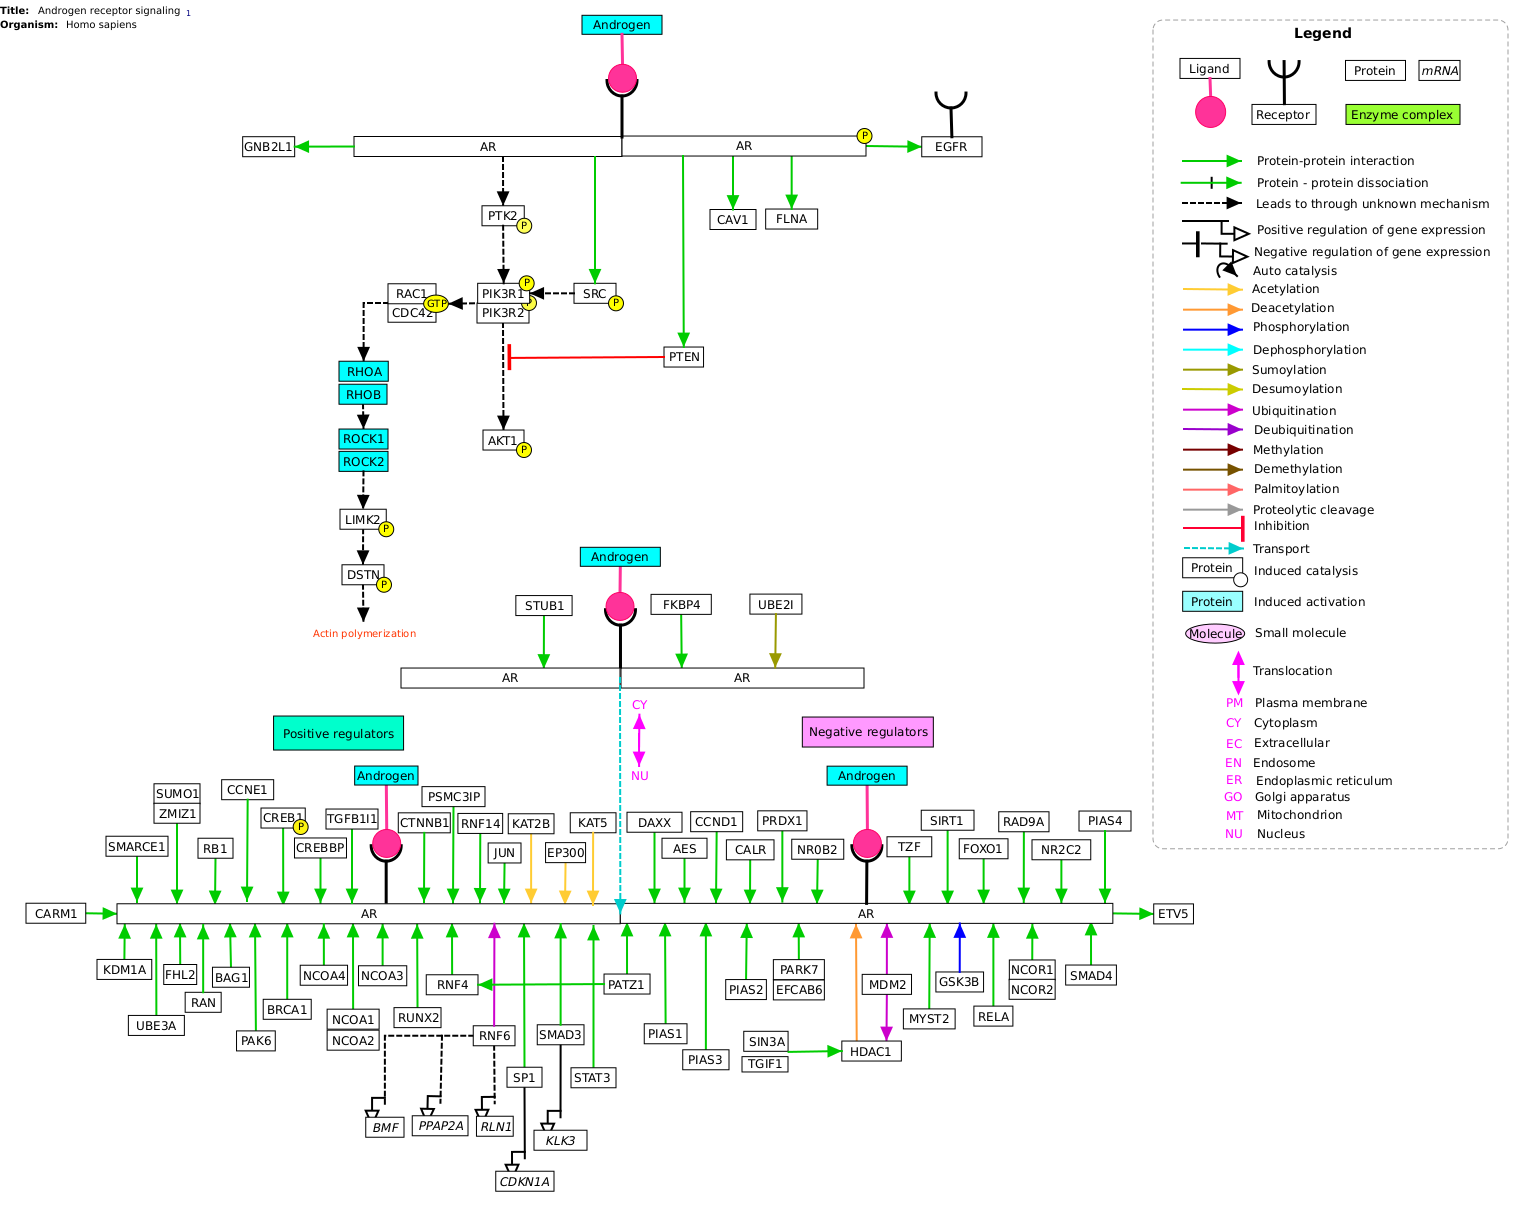 Title: Androgen receptor signaling 1
Organism: Homo sapiens
Androgen
P
GNB2L1
AR
AR
EGFR
PTK2
P
CAV1
FLNA
RAC1
GTP
CDC42
PIK3R1
P
PIK3R2
P
SRC
P
PTEN
RHOA
RHOB
ROCK1
ROCK2
AKT1
P
LIMK2
P
DSTN
P
Actin polymerization
Androgen
STUB1
FKBP4
UBE2I
AR
AR
CY
NU
Positive regulators
Negative regulators
Androgen
Androgen
SUMO1
ZMIZ1
CCNE1
PSMC3IP
CREB1
P
TGFB1I1
CTNNB1
RNF14
KAT2B
KAT5
DAXX
CCND1
PRDX1
SIRT1
RAD9A
PIAS4
SMARCE1
RB1
CREBBP
JUN
EP300
AES
CALR
NR0B2
TZF
FOXO1
NR2C2
CARM1
AR
AR
ETV5
KDM1A
FHL2
BAG1
NCOA4
NCOA3
RNF4
PATZ1
PIAS2
PARK7
EFCAB6
MDM2
GSK3B
NCOR1
NCOR2
SMAD4
RAN
BRCA1
UBE3A
PAK6
NCOA1
NCOA2
RUNX2
RNF6
SMAD3
PIAS1
PIAS3
SIN3A
TGIF1
HDAC1
MYST2
RELA
SP1
STAT3
BMF
PPAP2A
RLN1
KLK3
CDKN1A
Legend
Ligand
Receptor
Protein
mRNA
Enzyme complex
Protein-protein interaction
Protein - protein dissociation
Leads to through unknown mechanism
Positive regulation of gene expression
Negative regulation of gene expression
Auto catalysis
Acetylation
Deacetylation
Phosphorylation
Dephosphorylation
Sumoylation
Desumoylation
Ubiquitination
Deubiquitination
Methylation
Demethylation
Palmitoylation
Proteolytic cleavage
Inhibition
Transport
Protein Induced catalysis
Protein Induced activation
Molecule Small molecule
Translocation
PM Plasma membrane
CY Cytoplasm
EC Extracellular
EN Endosome
ER Endoplasmic reticulum
GO Golgi apparatus
MT Mitochondrion
NU Nucleus